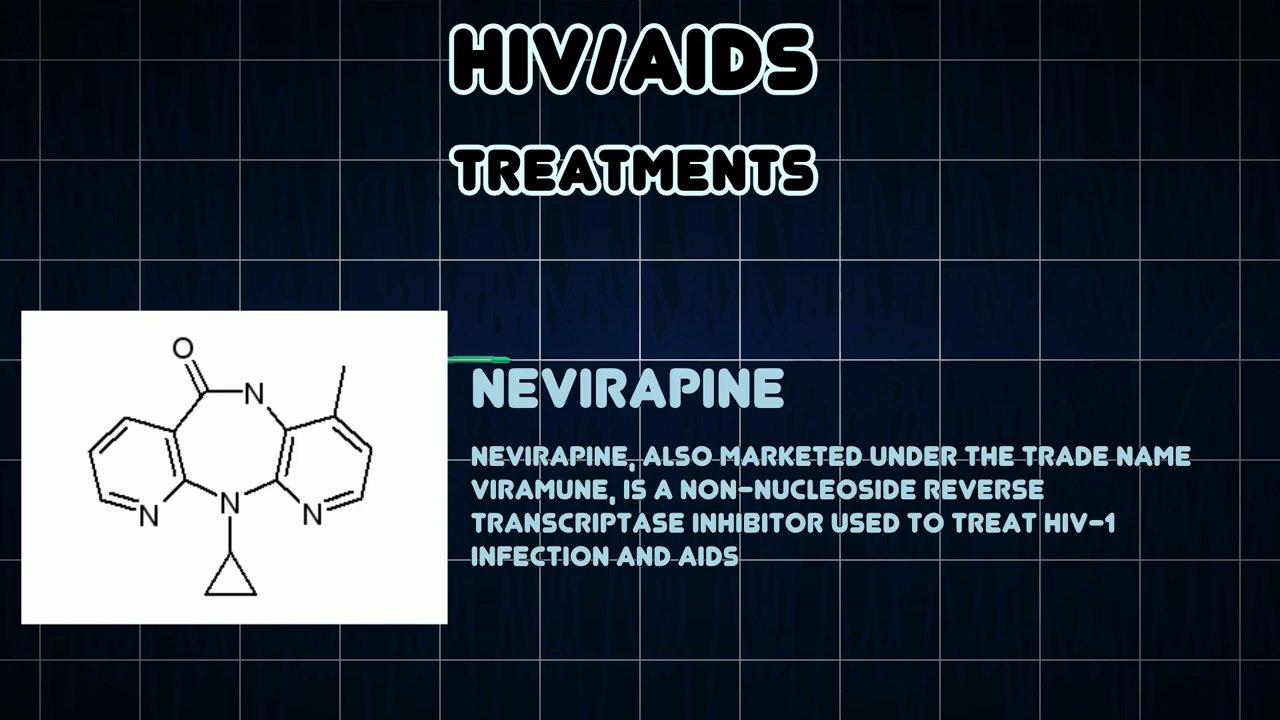 HIV/AIDS
TREATMENTS
O
N
N
N
N
NEVIRAPINE
NEVIRAPINE, ALSO MARKETED UNDER THE TRADE NAME
VIRAMUNE, IS A NON-NUCLEOSIDE REVERSE
TRANSCRIPTASE INHIBITOR USED TO TREAT HIV-1
INFECTION AND AIDS